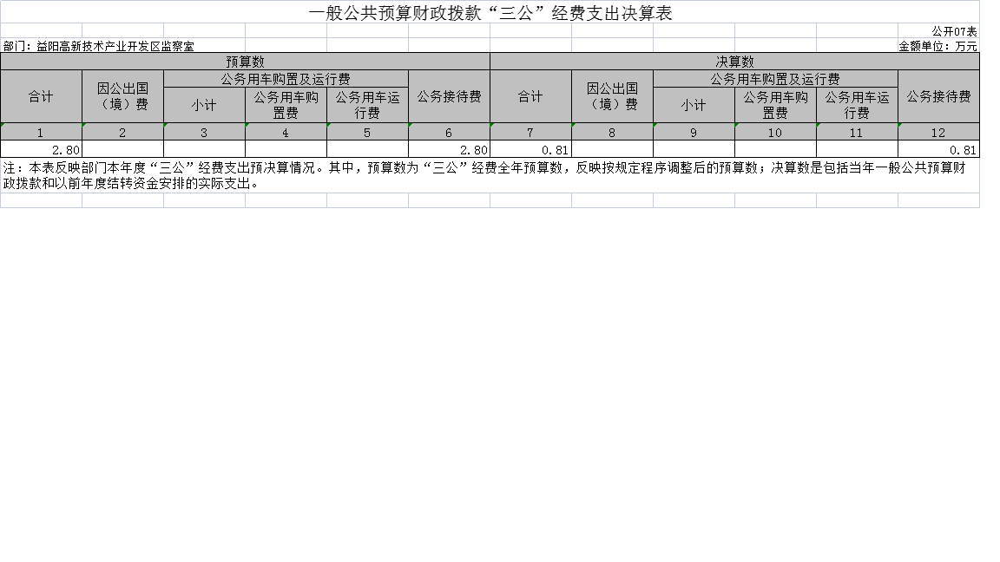 一般公共预算财政拨款“三公”经费支出决算表
公开07表
部门：益阳高新技术产业开发区监察室 金额单位：万元
预算数 决算数
合计 因公出国（境）费 公务用车购置及运行费 公务接待费 合计 因公出国（境）费 公务用车购置及运行费 公务接待费
小计 公务用车购置费 公务用车运行费 小计 公务用车购置费 公务用车运行费
1 2 3 4 5 6 7 8 9 10 11 12
2.80 2.80 0.81 0.81
注：本表反映部门本年度“三公”经费支出预决算情况。其中，预算数为“三公”经费全年预算数，反映按规定程序调整后的预算数；决算数是包括当年一般公共预算财
政拨款和以前年度结转资金安排的实际支出。